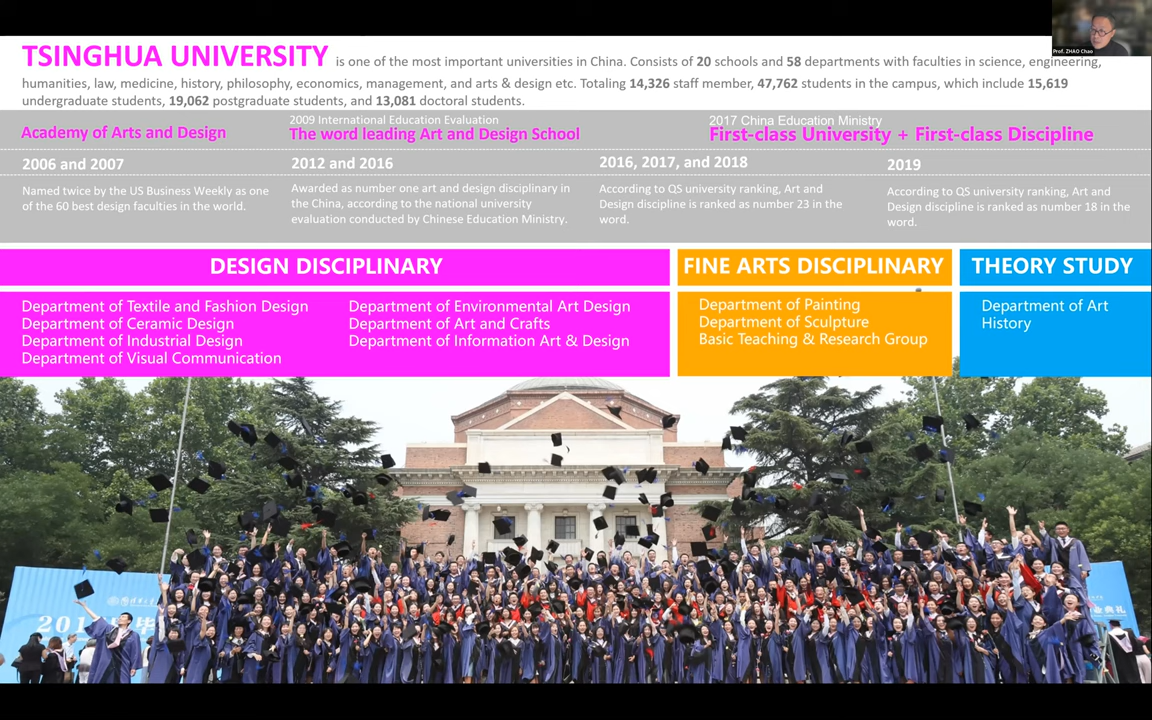 Prof. ZHAO Chao
TSINGHUA UNIVERSITY is one of the most important universities in China. Consists of 20 schools and 58 departments with faculties in science, engineering,
humanities, law, medicine, history, philosophy, economics, management, and arts & design etc. Totaling 14,326 staff member, 47,762 students in the campus, which include 15,619
undergraduate students, 19,062 postgraduate students, and 13,081 doctoral students.
Academy of Arts and Design
2009 International Education Evaluation
The word leading Art and Design School
2017 China Education Ministry
First-class University + First-class Discipline
2006 and 2007
Named twice by the US Business Weekly as one
of the 60 best design faculties in the world.
2012 and 2016
Awarded as number one art and design disciplinary in
the China, according to the national university
evaluation conducted by Chinese Education Ministry.
2016, 2017, and 2018
According to QS university ranking, Art and
Design discipline is ranked as number 23 in the
word.
2019
According to QS university ranking, Art and
Design discipline is ranked as number 18 in the
word.
DESIGN DISCIPLINARY
Department of Textile and Fashion Design
Department of Ceramic Design
Department of Industrial Design
Department of Visual Communication
Department of Environmental Art Design
Department of Art and Crafts
Department of Information Art & Design
FINE ARTS DISCIPLINARY
Department of Painting
Department of Sculpture
Basic Teaching & Research Group
THEORY STUDY
Department of Art
History
201